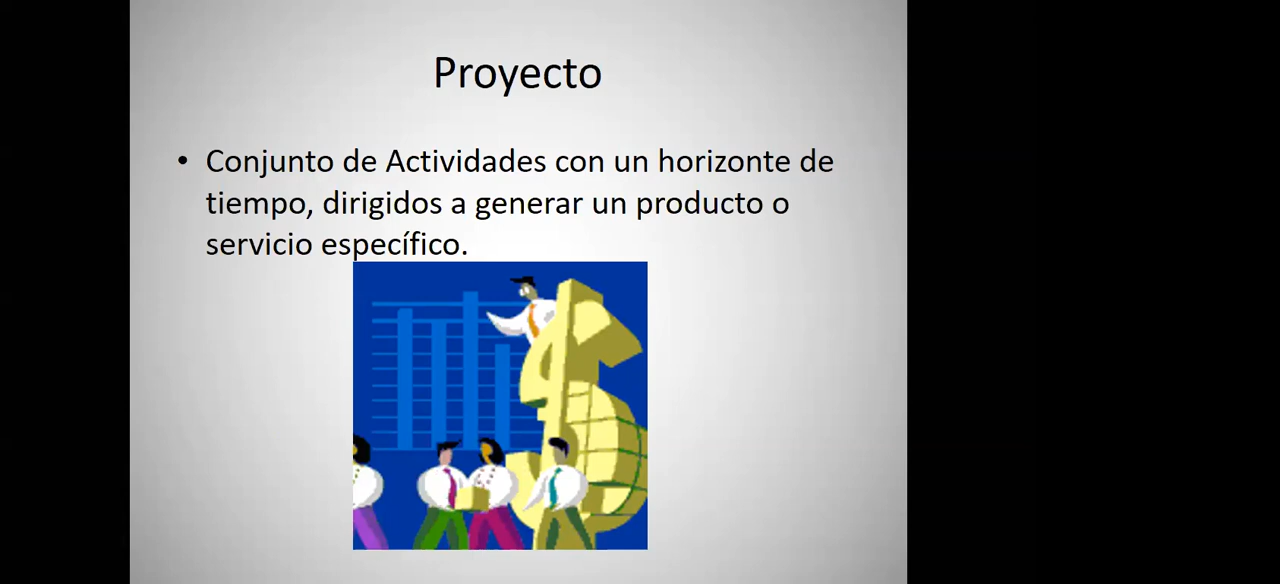 Proyecto
• Conjunto de Actividades con un horizonte de
tiempo, dirigidos a generar un producto o
servicio específico.